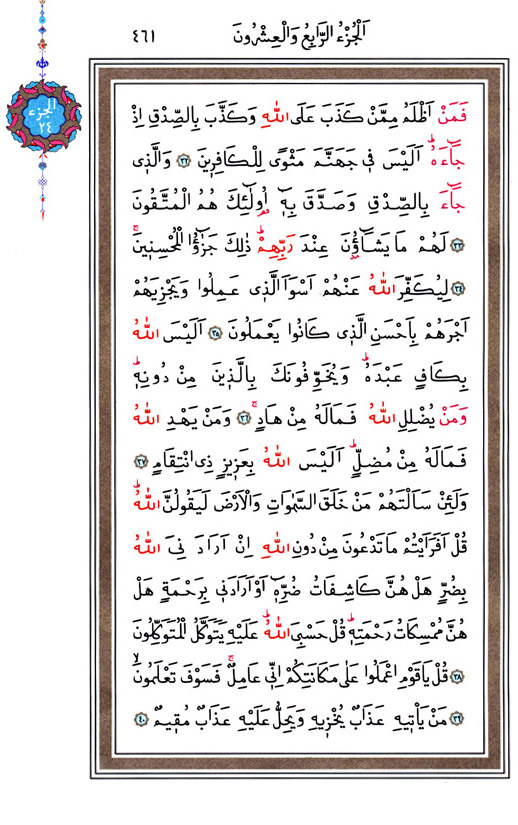 اَلْجُزْءُ الرَّابِعُ وَالْعِشْرُونَ
٤٦١
الجزء
٢٤
فَمَنْ اَظْلَمُ مِمَّنْ كَذَبَ عَلَى اللّٰهِ وَكَذَّبَ بِالصِّدْقِ اِذْ
جَٓاءَهُۜ اَلَيْسَ فٖي جَهَنَّمَ مَثْوًى لِلْكَافِرٖينَ ﴿٣٢﴾ وَالَّذٖي
جَٓاءَ بِالصِّدْقِ وَصَدَّقَ بِهٖٓ اُو۬لٰٓئِكَ هُمُ الْمُتَّقُونَ
﴿٣٣﴾ لَهُمْ مَا يَشَٓاؤُ۫نَ عِنْدَ رَبِّهِمْۜ ذٰلِكَ جَزٰٓؤُا الْمُحْسِنٖينَۚ
﴿٣٤﴾ لِيُكَفِّرَ اللّٰهُ عَنْهُمْ اَسْوَاَ الَّذٖي عَمِلُوا وَيَجْزِيَهُمْ
اَجْرَهُمْ بِاَحْسَنِ الَّذٖي كَانُوا يَعْمَلُونَ ﴿٣٥﴾ اَلَيْسَ اللّٰهُ
بِكَافٍ عَبْدَهُۜ وَيُخَوِّفُونَكَ بِالَّذٖينَ مِنْ دُونِهٖۜ
وَمَنْ يُضْلِلِ اللّٰهُ فَمَا لَهُ مِنْ هَادٍۚ ﴿٣٦﴾ وَمَنْ يَهْدِ اللّٰهُ
فَمَا لَهُ مِنْ مُضِلٍّۜ اَلَيْسَ اللّٰهُ بِعَزٖيزٍ ذِي انْتِقَامٍ ﴿٣٧﴾
وَلَئِنْ سَاَلْتَهُمْ مَنْ خَلَقَ السَّمٰوَاتِ وَالْاَرْضَ لَيَقُولُنَّ اللّٰهُۜ
قُلْ اَفَرَاَيْتُمْ مَا تَدْعُونَ مِنْ دُونِ اللّٰهِ اِنْ اَرَادَنِيَ اللّٰهُ
بِضُرٍّ هَلْ هُنَّ كَاشِفَاتُ ضُرِّهٖٓ اَوْ اَرَادَنٖي بِرَحْمَةٍ هَلْ
هُنَّ مُمْسِكَاتُ رَحْمَتِهٖۜ قُلْ حَسْبِيَ اللّٰهُۜ عَلَيْهِ يَتَوَكَّلُ الْمُتَوَكِّلُونَ
﴿٣٨﴾ قُلْ يَا قَوْمِ اعْمَلُوا عَلٰى مَكَانَتِكُمْ اِنّٖي عَامِلٌۚ فَسَوْفَ تَعْلَمُونَۙ
﴿٣٩﴾ مَنْ يَاْتٖيهِ عَذَابٌ يُخْزٖيهِ وَيَحِلُّ عَلَيْهِ عَذَابٌ مُقٖيمٌ ﴿٤٠﴾